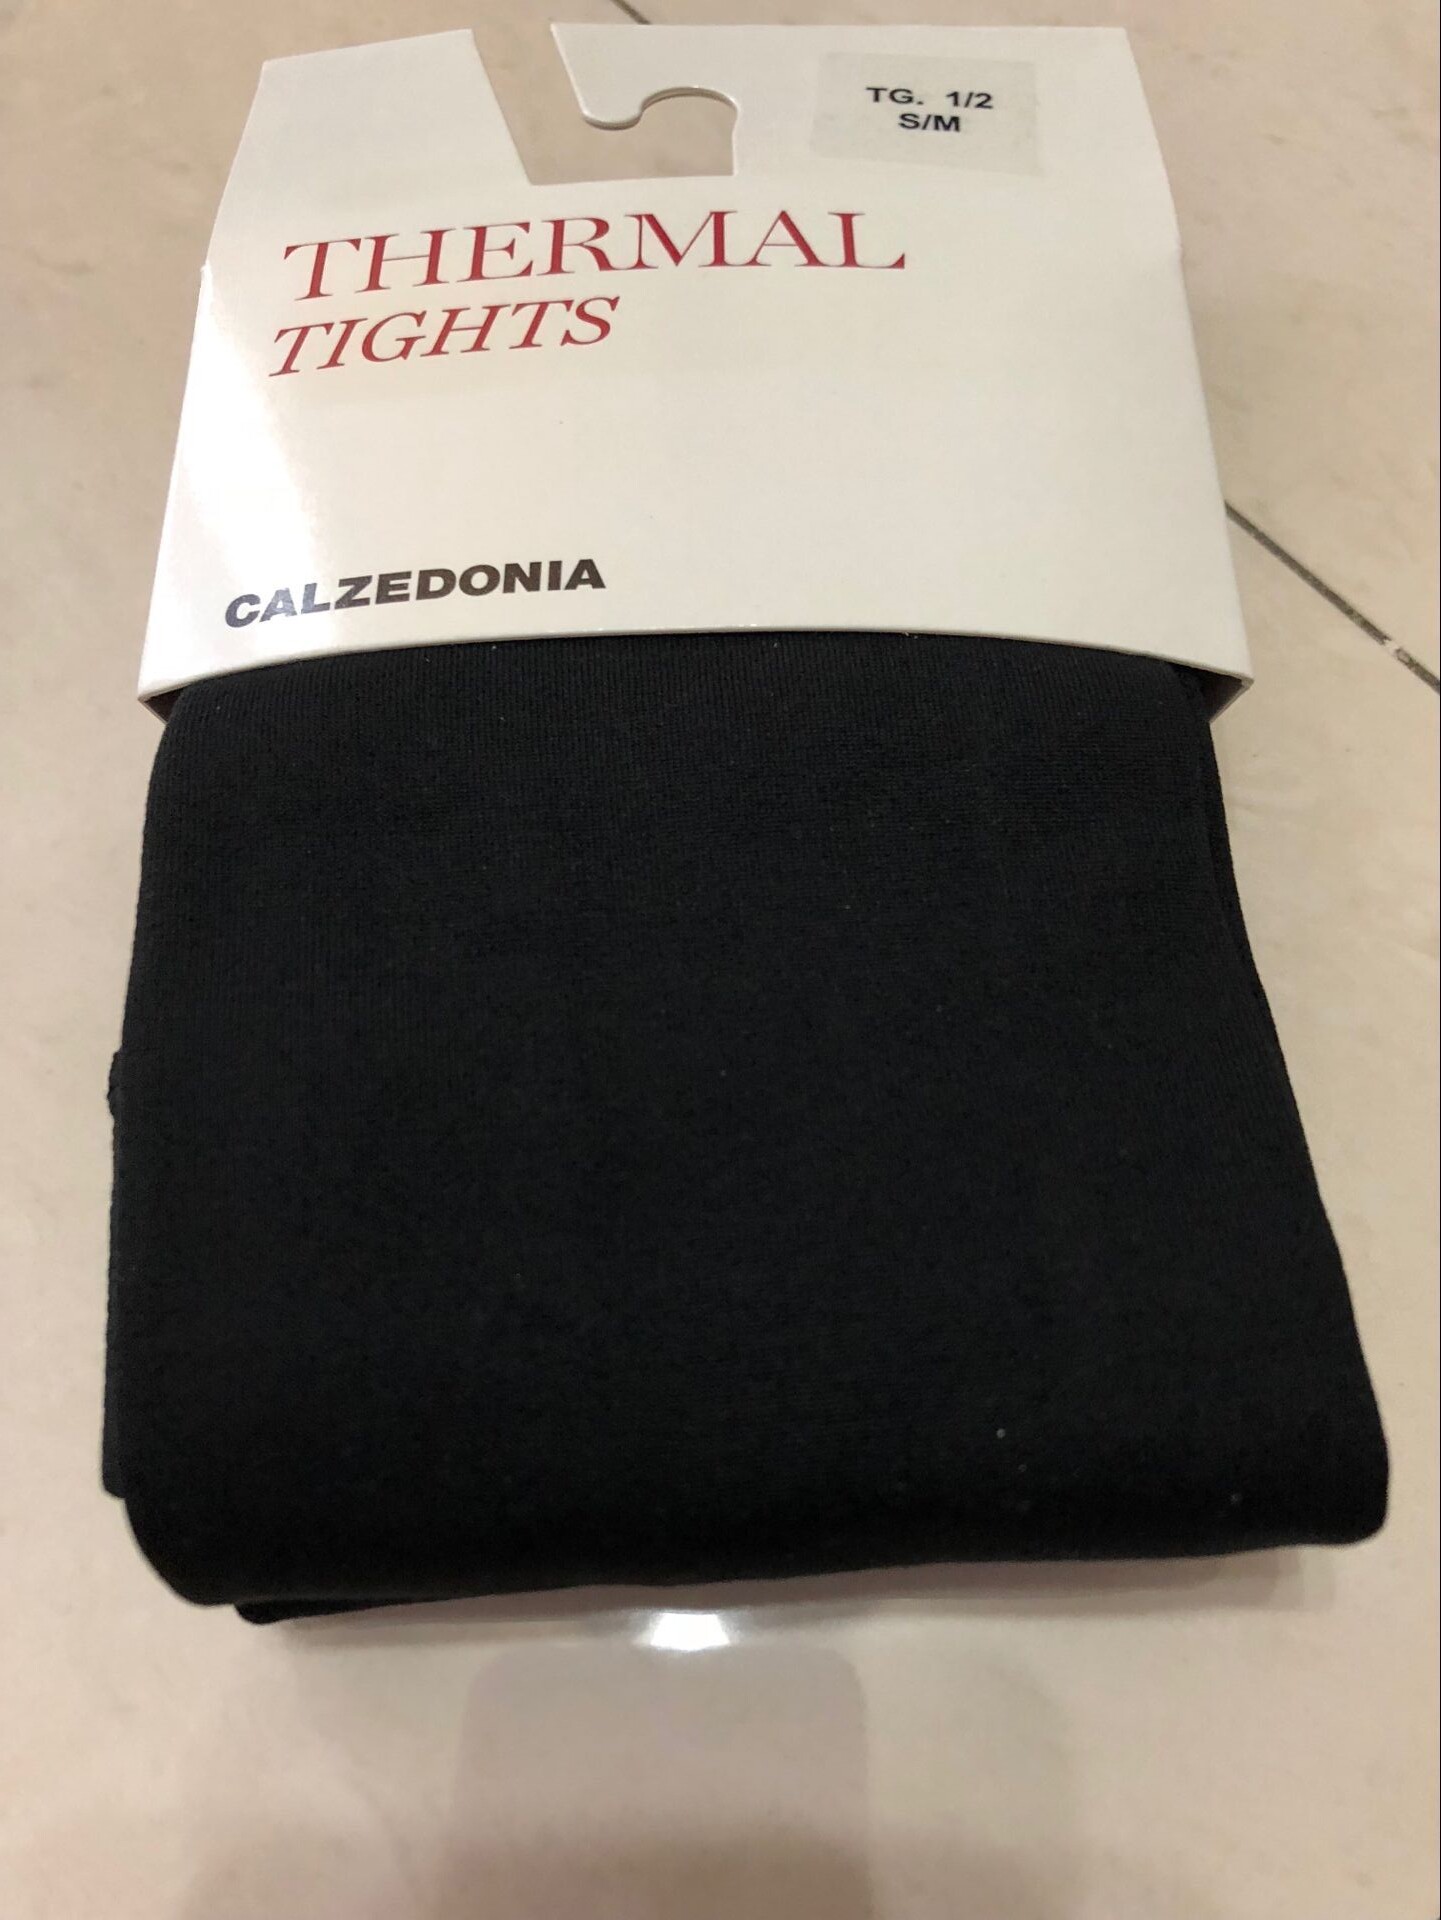 TG. 1/2
S/M
THERMAL
TIGHTS
CALZEDONIA